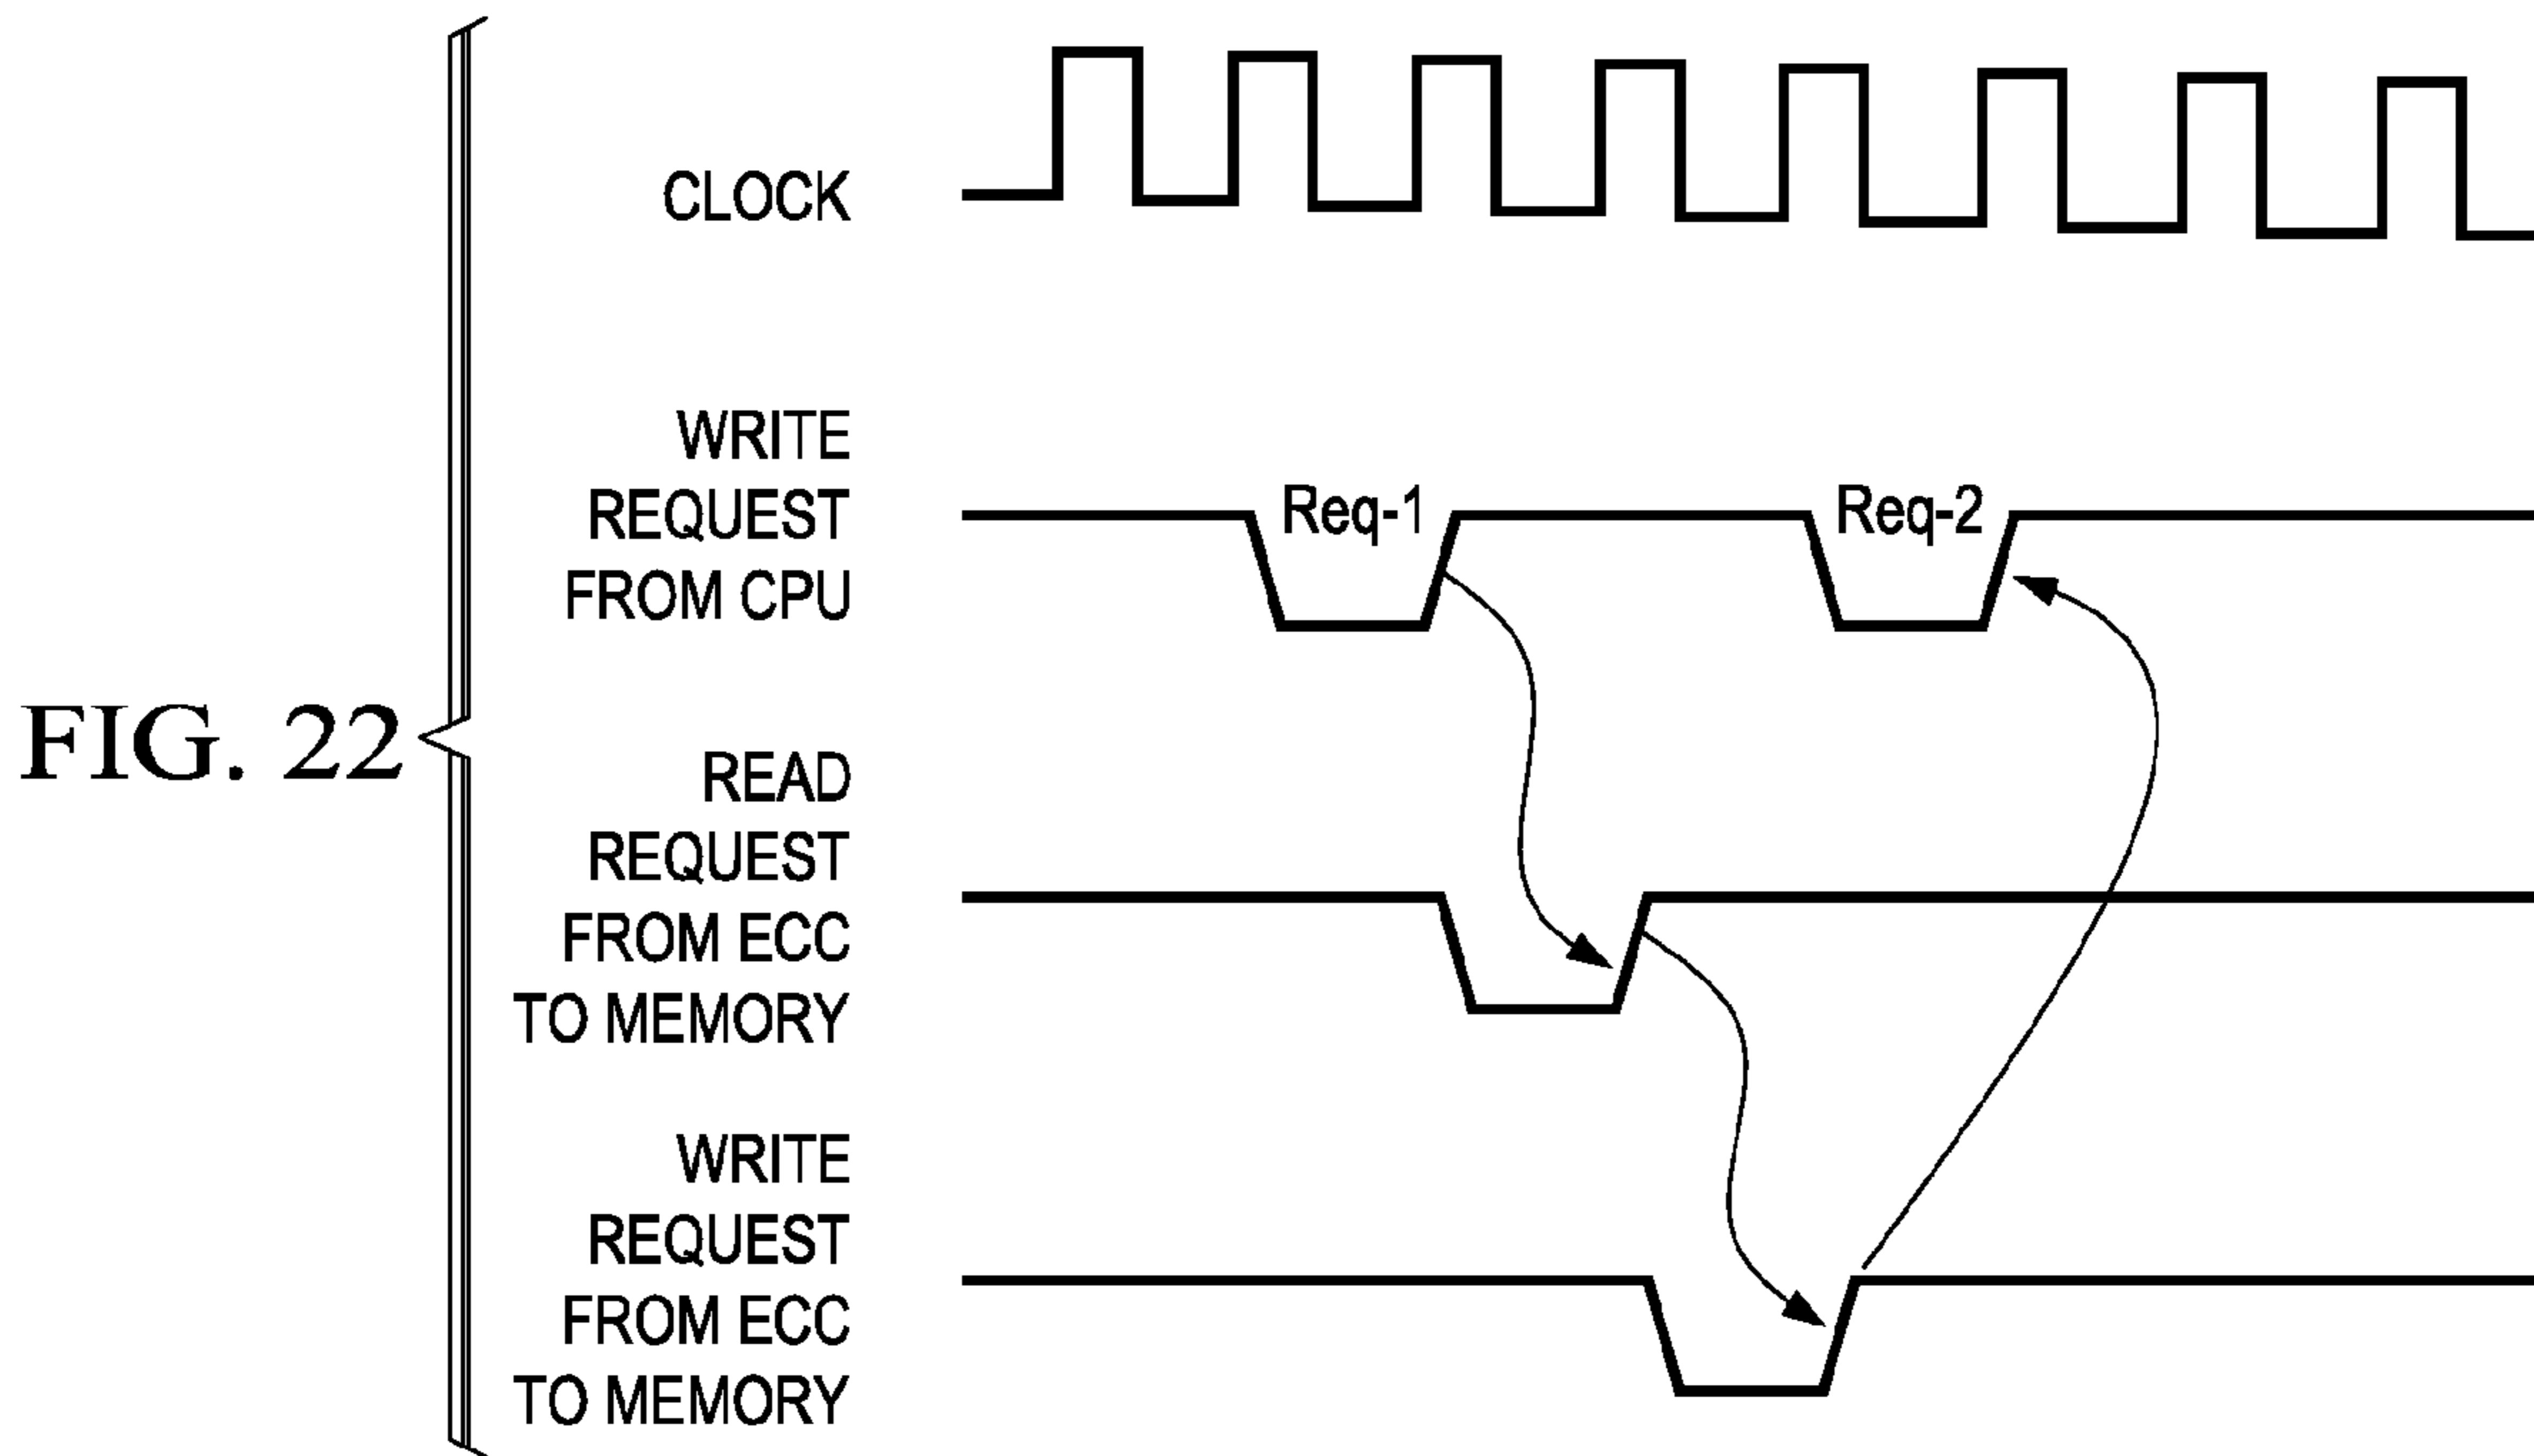 CLOCK
WRITE
REQUEST
FROM CPU
Req-1
Req-2
FIG. 22
READ
REQUEST
FROM ECC
TO MEMORY
WRITE
REQUEST
FROM ECC
TO MEMORY